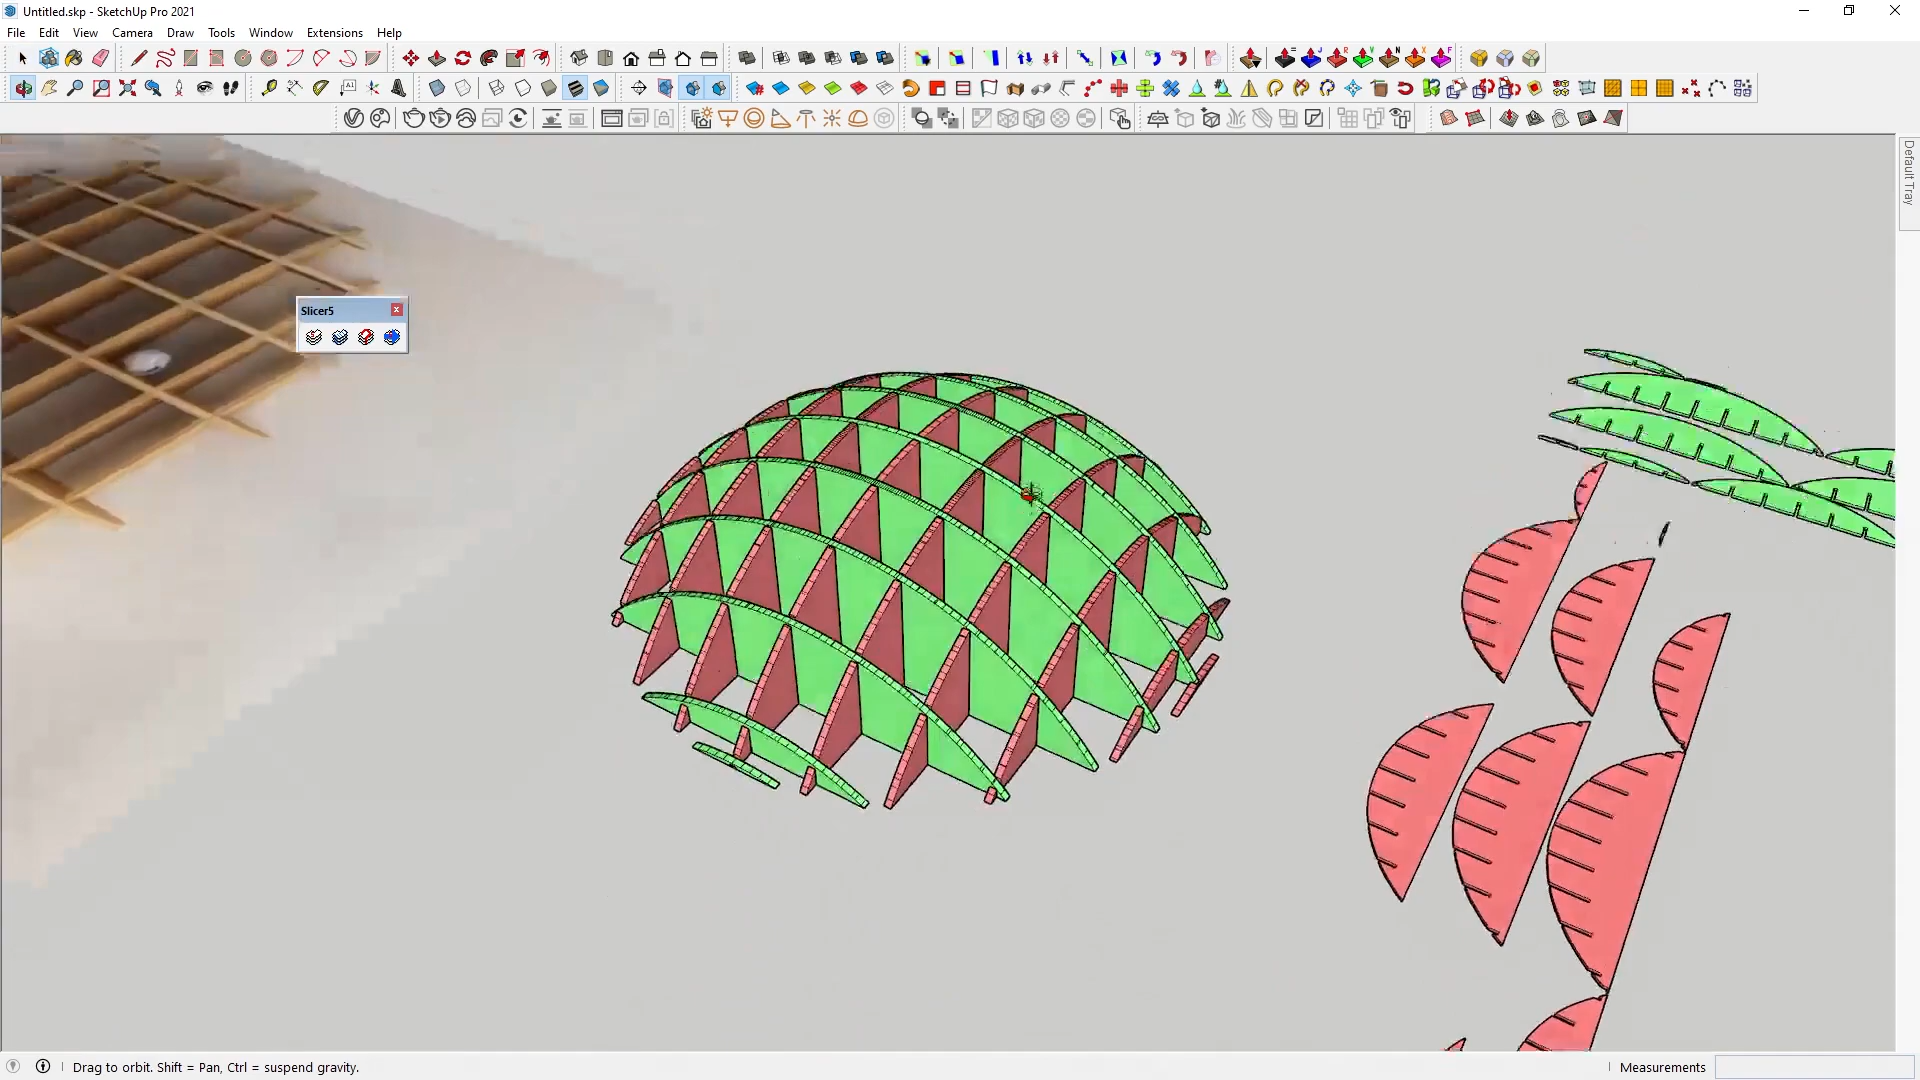 Untitled.skp - SketchUp Pro 2021
File Edit View Camera Draw Tools Window Extensions Help
Default Tray
Slicer5
Drag to orbit. Shift = Pan, Ctrl = suspend gravity.
Measurements